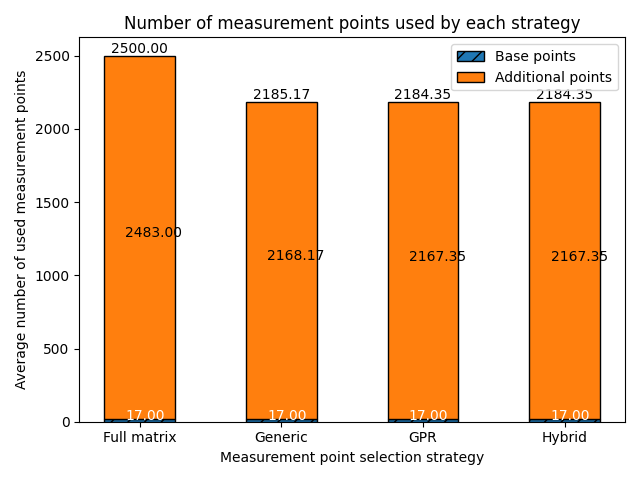 Number of measurement points used by each strategy
Base points
Additional points
Average number of used measurement points
2500
2000
1500
1000
500
0
2500.00
2185.17
2184.35
2184.35
2483.00
2168.17
2167.35
2167.35
17.00
17.00
17.00
17.00
Full matrix
Generic
GPR
Hybrid
Measurement point selection strategy